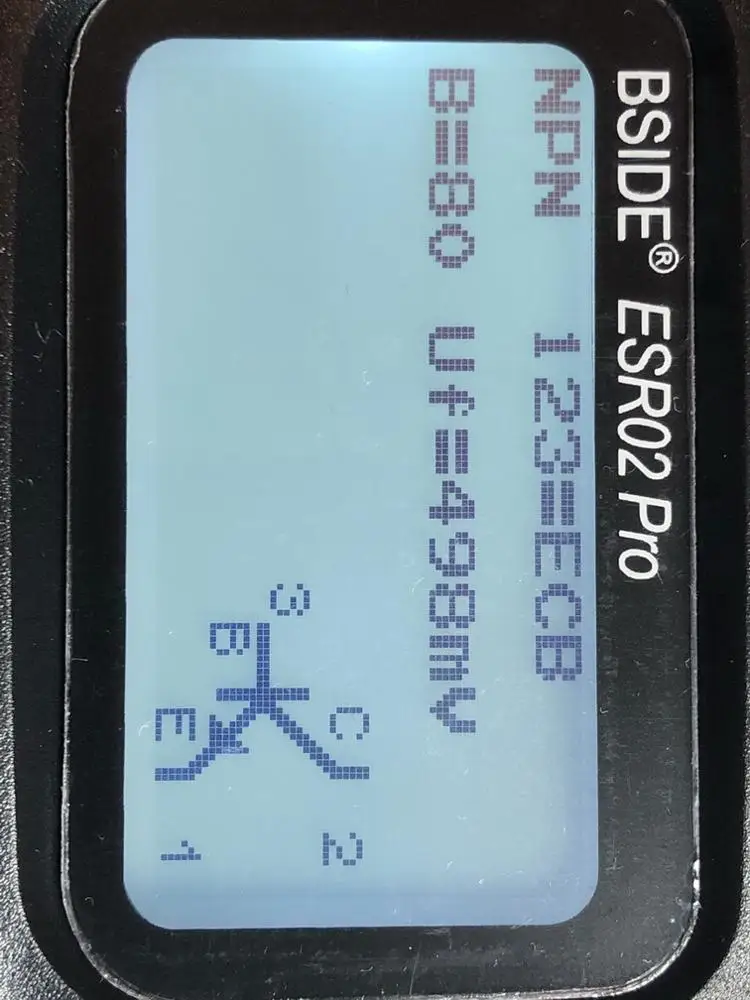 BSIDE® ESR02 Pro
NPN 123=ECB
B=80 Uf=498mV
C 2
3 B
E 1